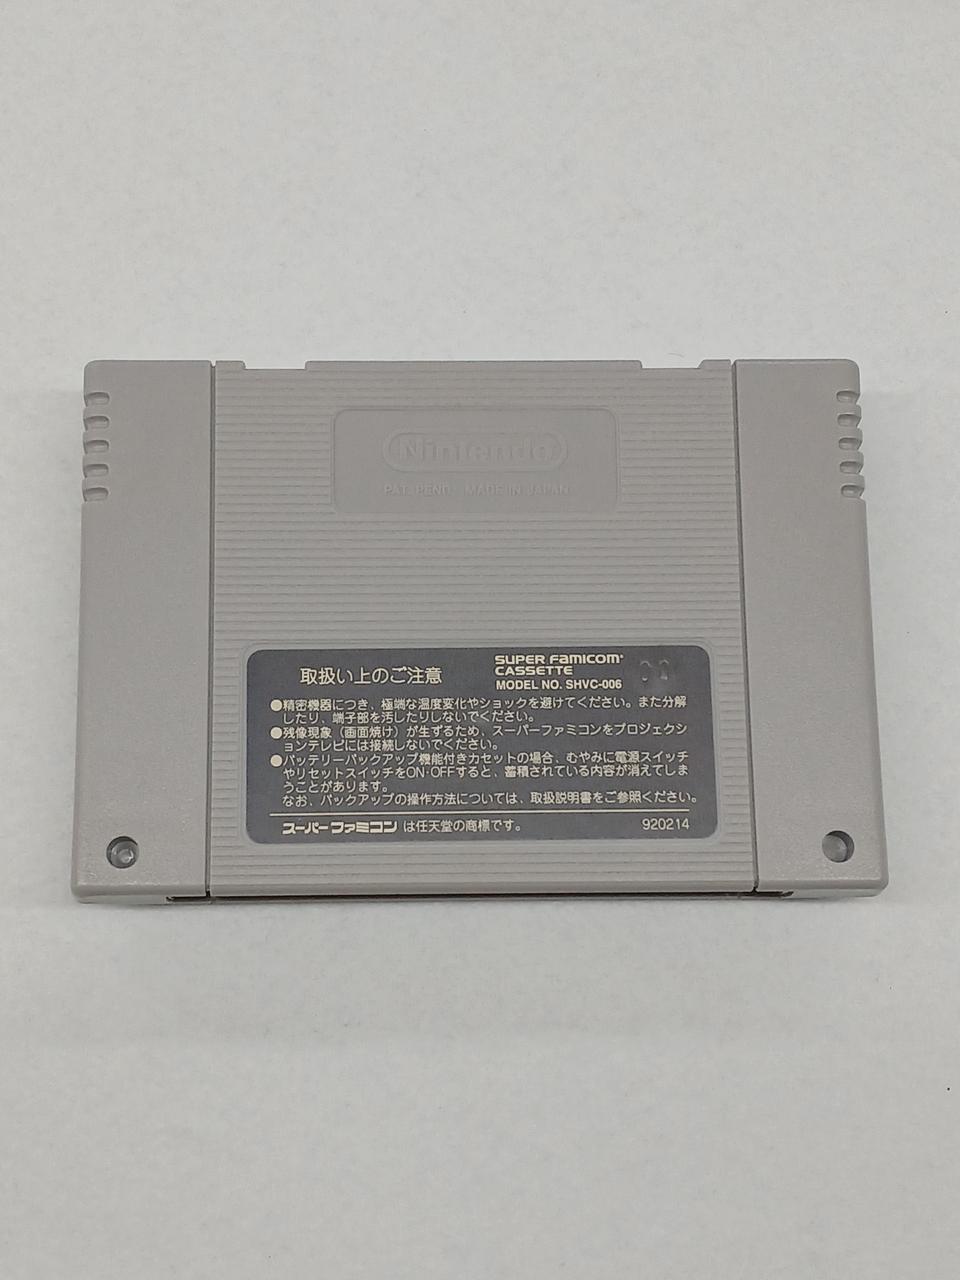 Nintendo
PAT. PEND. MADE IN JAPAN
取扱い上のご注意
SUPER FAMICOM
CASSETTE
MODEL NO. SHVC-006
●精密機器につき、極端な温度変化やショックを避けてください。また分解
したり、端子部を汚したりしないでください。
●残像現象（画面焼け）が生ずるため、スーパーファミコンをプロジェクシ
ョンテレビには接続しないでください。
●バッテリーバックアップ機能付きカセットの場合、むやみに電源スイッチ
やリセットスイッチをON·OFFすると、蓄積されている内容が消えてしま
うことがあります。
なお、バックアップの操作方法については、取扱説明書をご参照ください。
スーパーファミコン は任天堂の商標です。
920214